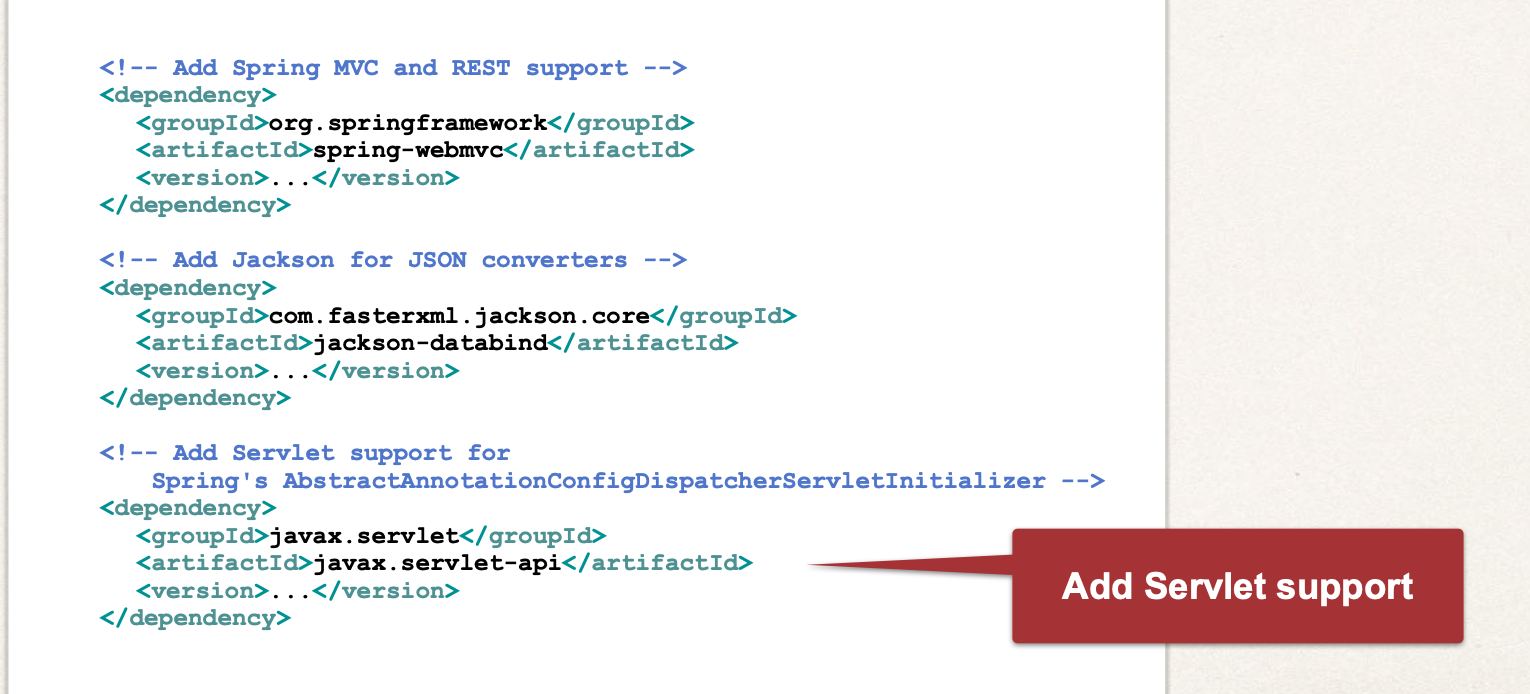 <!-- Add Spring MVC and REST support -->
<dependency>
<groupId>org.springframework</groupId>
<artifactId>spring-webmvc</artifactId>
<version>...</version>
</dependency>
<!-- Add Jackson for JSON converters -->
<dependency>
<groupId>com.fasterxml.jackson.core</groupId>
<artifactId>jackson-databind</artifactId>
<version>...</version>
</dependency>
<!-- Add Servlet support for
Spring's AbstractAnnotationConfigDispatcherServletInitializer -->
<dependency>
<groupId>javax.servlet</groupId>
<artifactId>javax.servlet-api</artifactId>
<version>...</version>
</dependency>
Add Servlet support